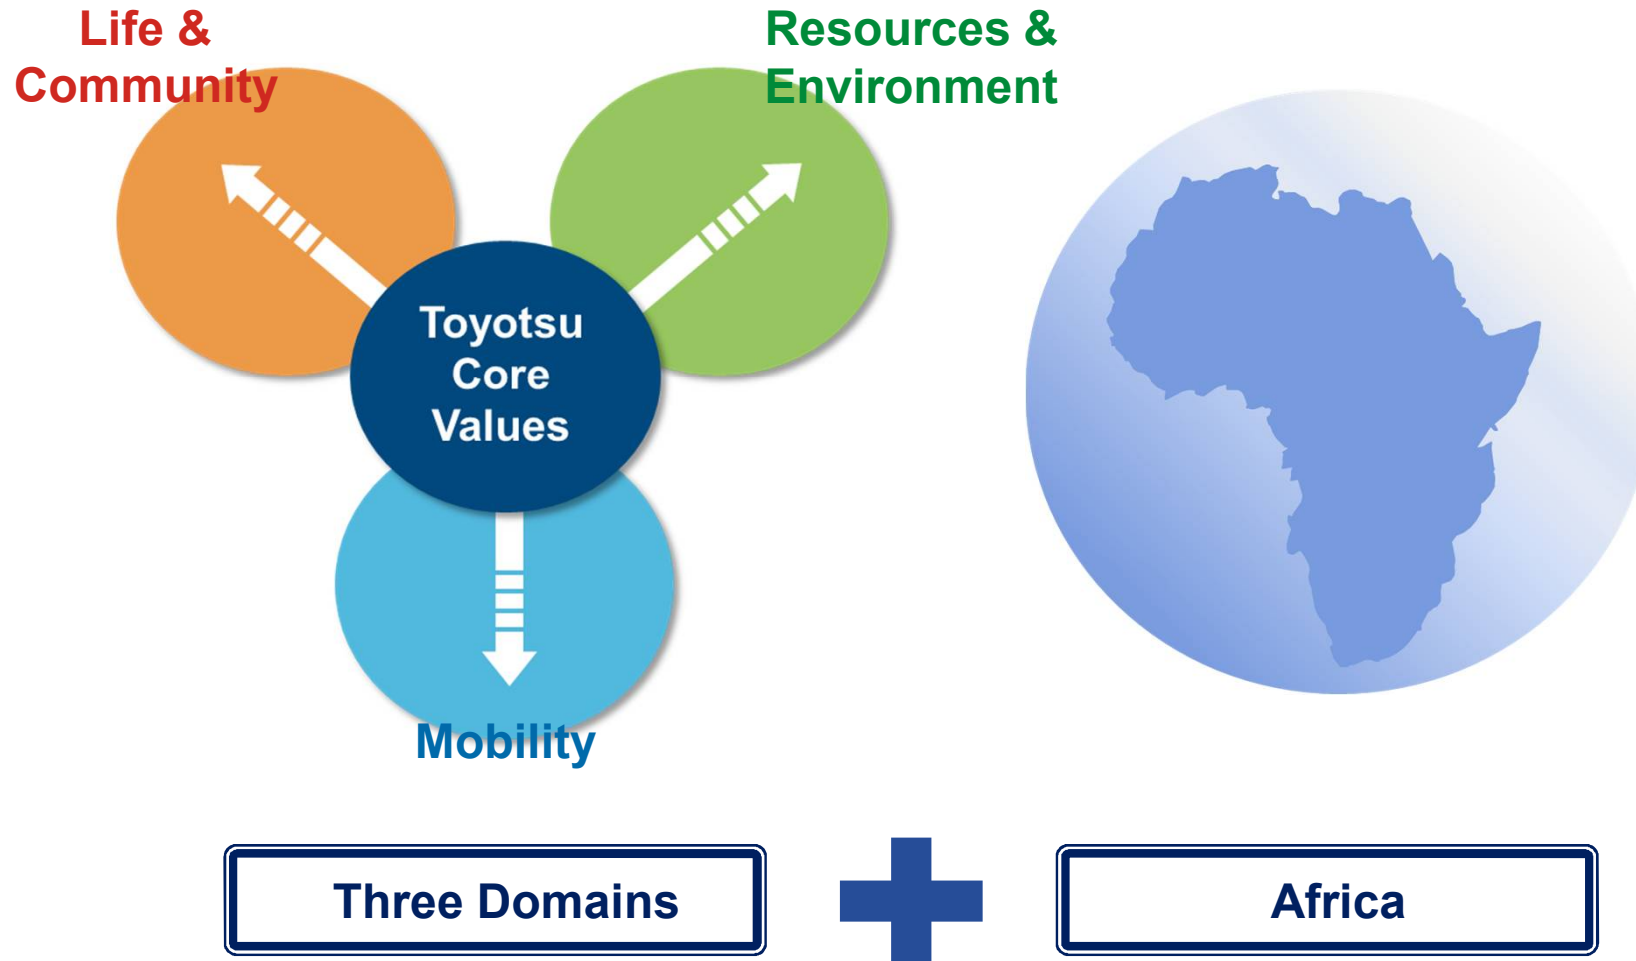 Life &
Community
Resources &
Environment
Toyotsu
Core
Values
Mobility
Three Domains
Africa